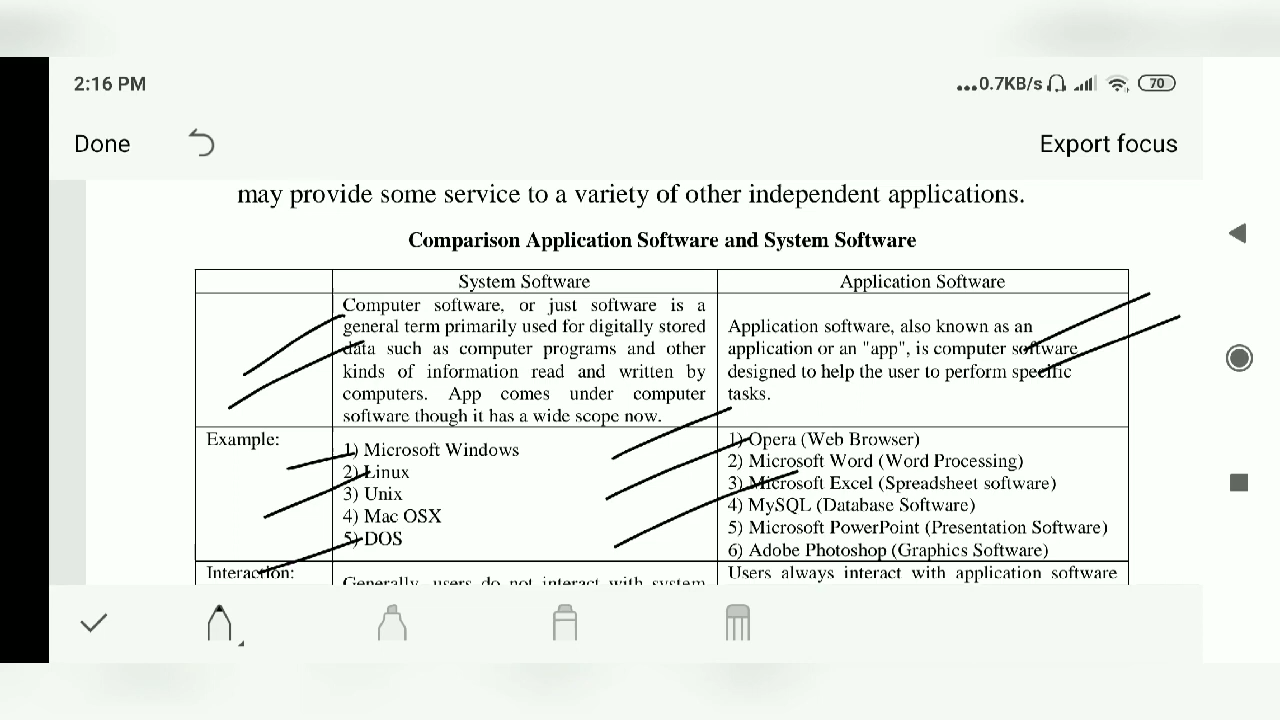 2:16 PM
...0.7KB/s
70
Done
Export focus
may provide some service to a variety of other independent applications.
Comparison Application Software and System Software
System Software
Application Software
Computer software, or just software is a
general term primarily used for digitally stored
data such as computer programs and other
kinds of information read and written by
computers. App comes under computer
software though it has a wide scope now.
Application software, also known as an
application or an "app", is computer software
designed to help the user to perform specific
tasks.
Example:
1) Microsoft Windows
2) Linux
3) Unix
4) Mac OSX
5) DOS
1) Opera (Web Browser)
2) Microsoft Word (Word Processing)
3) Microsoft Excel (Spreadsheet software)
4) MySQL (Database Software)
5) Microsoft PowerPoint (Presentation Software)
6) Adobe Photoshop (Graphics Software)
Interaction:
Generally, users do not interact with system
Users always interact with application software